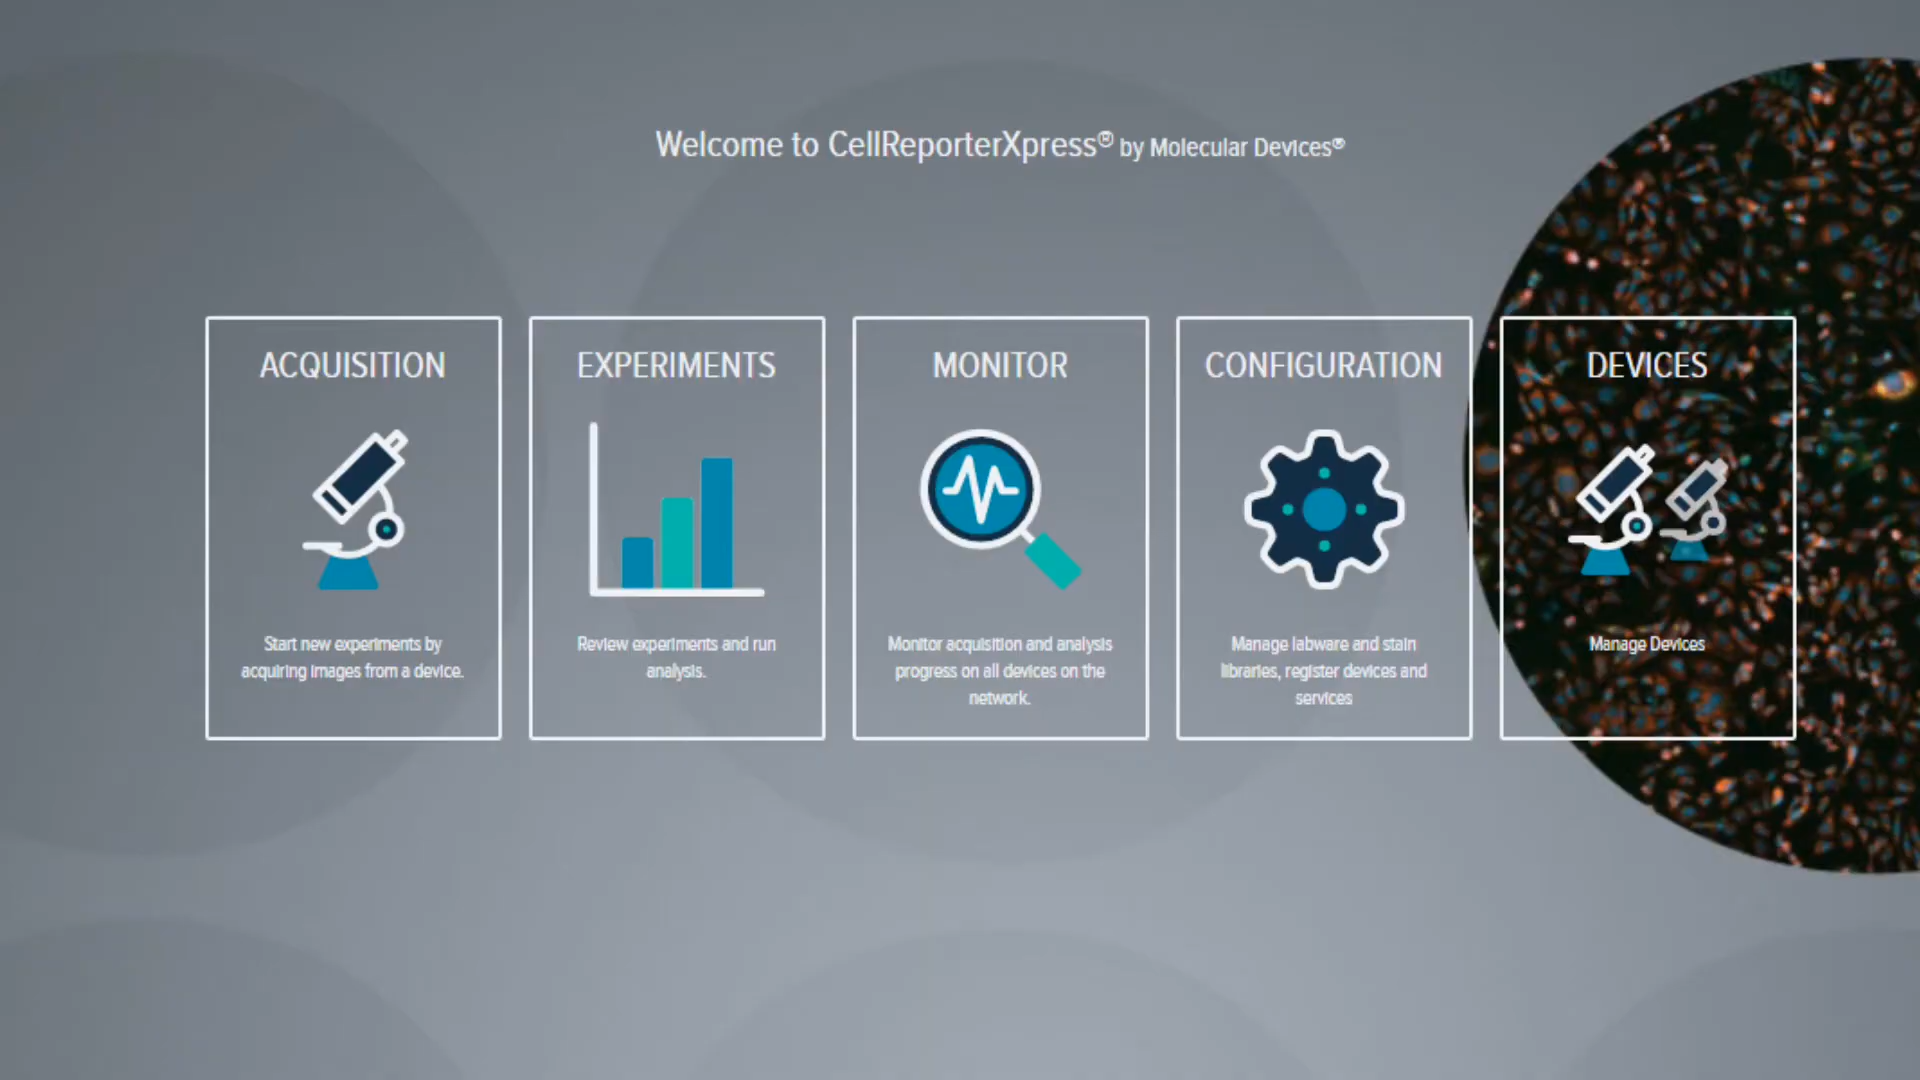 Welcome to CellReporterXpress® by Molecular Devices®
ACQUISITION
Start new experiments by
acquiring images from a device.
EXPERIMENTS
Review experiments and run
analysis.
MONITOR
Monitor acquisition and analysis
progress on all devices on the
network.
CONFIGURATION
Manage labware and stain
libraries, register devices and
services
DEVICES
Manage Devices